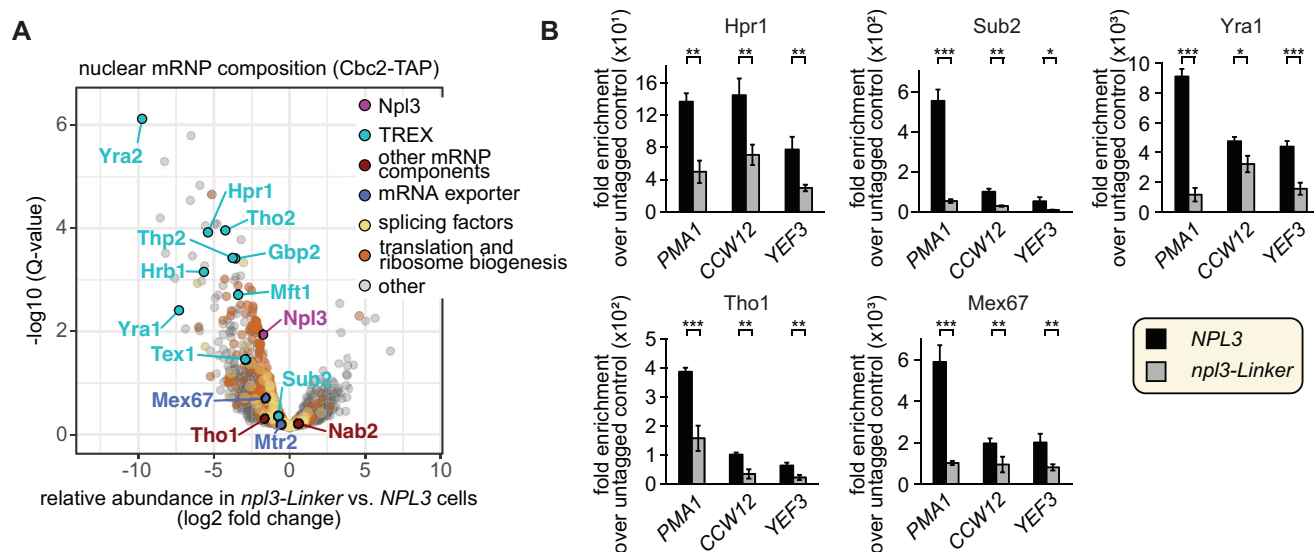 A
nuclear mRNP composition (Cbc2-TAP)
-log10 (Q-value)
6
4
2
0
-10
-5
0
5
10
relative abundance in npl3-Linker vs. NPL3 cells
(log2 fold change)
Npl3
TREX
other mRNP
components
mRNA exporter
splicing factors
translation and
ribosome biogenesis
other
Yra2
Hpr1
Tho2
Thp2
Gbp2
Hrb1
Mft1
Yra1
Npl3
Tex1
Sub2
Mex67
Tho1
Mtr2
Nab2
B
Hpr1
fold enrichment
over untagged control (x10¹)
16
12
8
4
0
**
**
**
PMA1
CCW12
YEF3
Sub2
fold enrichment
over untagged control (x10²)
6
4
2
0
***
**
*
PMA1
CCW12
YEF3
Yra1
fold enrichment
over untagged control (x10³)
10
8
6
4
2
0
***
*
***
PMA1
CCW12
YEF3
Tho1
fold enrichment
over untagged control (x10²)
5
4
3
2
1
0
***
**
**
PMA1
CCW12
YEF3
Mex67
fold enrichment
over untagged control (x10³)
6
4
2
0
***
**
**
PMA1
CCW12
YEF3
NPL3
npl3-Linker